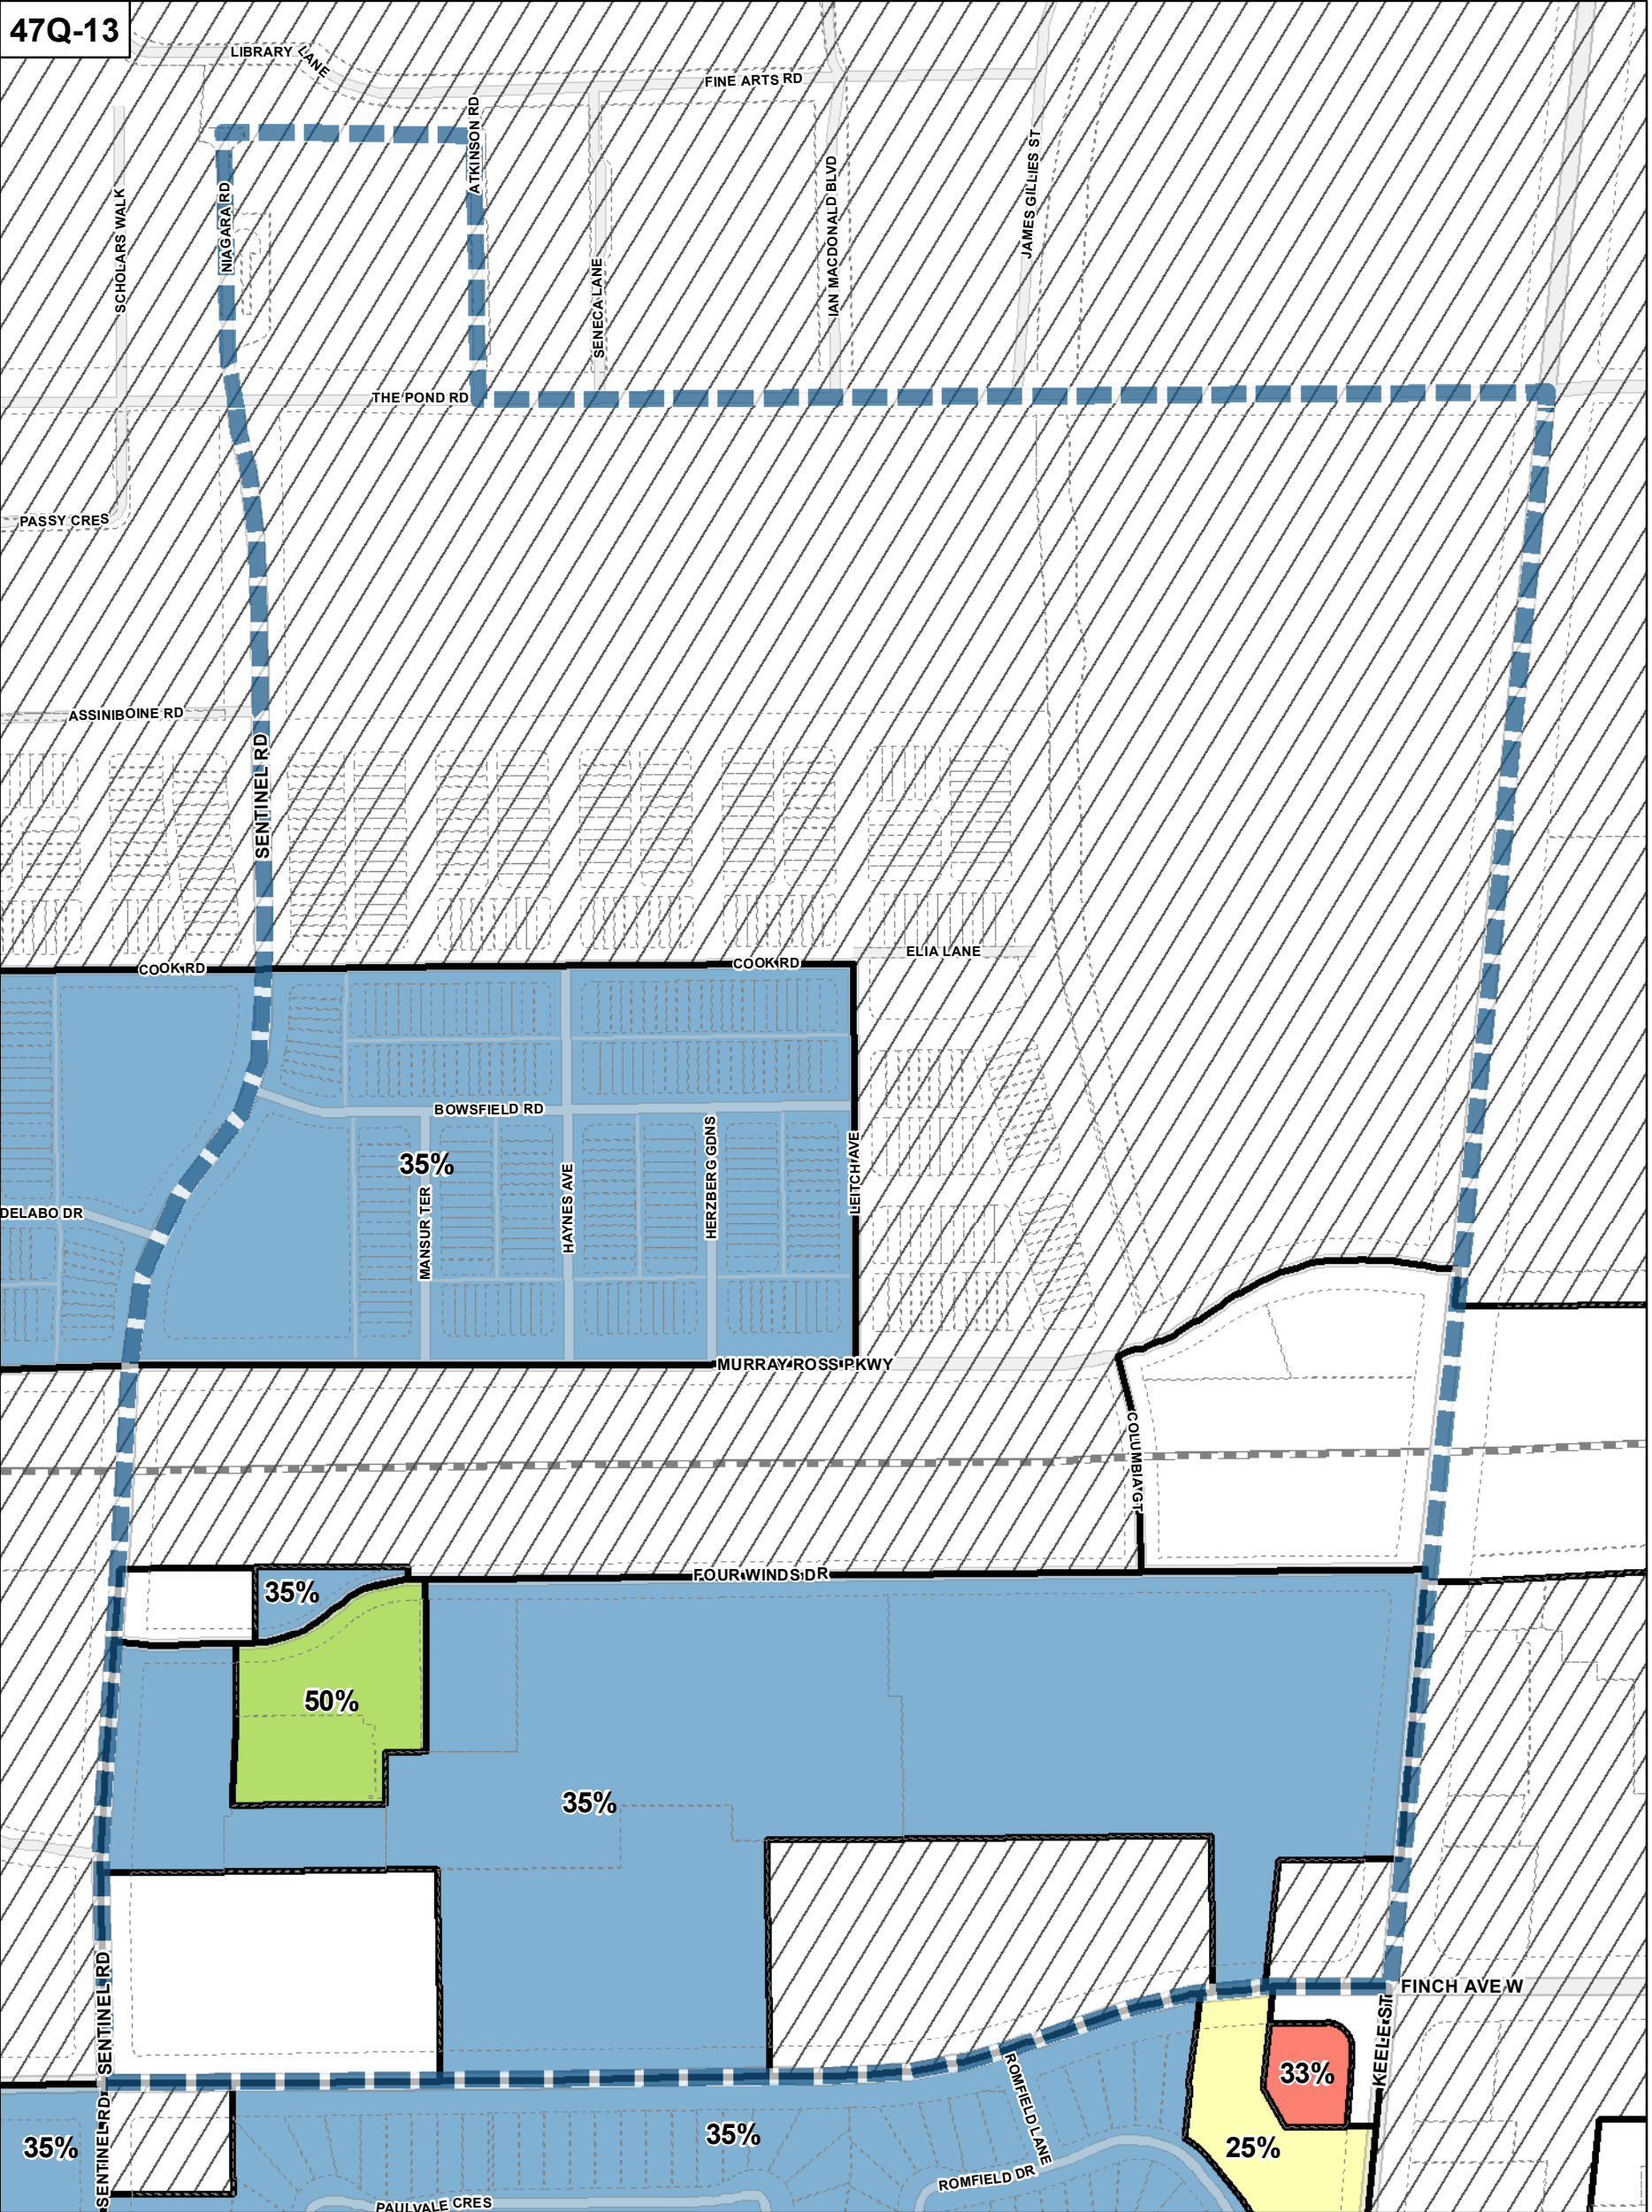 47Q-13
LIBRARY LANE
FINE ARTS RD
ATKINSON RD
SCHOLARS WALK
NIAGARA RD
SENECA LANE
IAN MACDONALD BLVD
JAMES GILLIES ST
THE POND RD
PASSY CRES
ASSINIBOINE RD
SENTINEL RD
COOK RD
COOK RD
ELIA LANE
BOWSFIELD RD
35%
MANSUR TER
HAYNES AVE
HERZBERG GDNS
LEITCH AVE
DELABO DR
MURRAY ROSS PKWY
COLUMBIA GT
FOUR WINDS DR
35%
50%
35%
SENTINEL RD
FINCH AVE W
KEELE ST
SENTINEL RD
ROMFIELD LANE
33%
35%
35%
25%
ROMFIELD DR
PAULVALE CRES